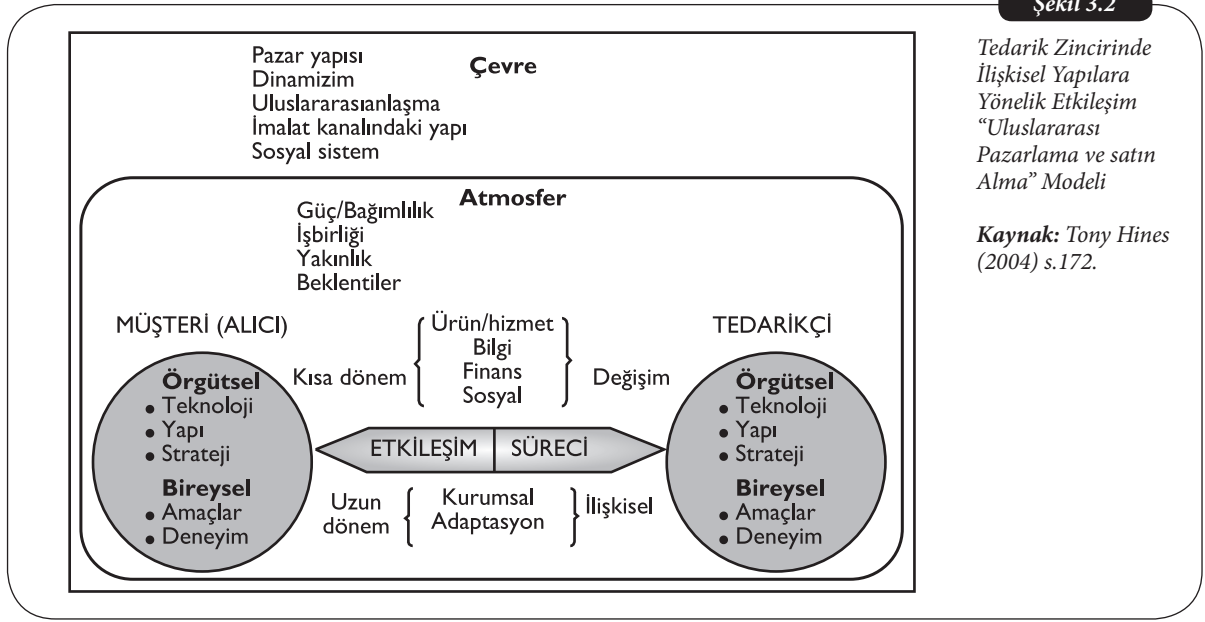 Şekil 3.2
Tedarik Zincirinde
İlişkisel Yapılara
Yönelik Etkileşim
“Uluslararası
Pazarlama ve satın
Alma” Modeli
Kaynak: Tony Hines
(2004) s.172.
Çevre
Pazar yapısı
Dinamizim
Uluslararasıanlaşma
İmalat kanalındaki yapı
Sosyal sistem
Atmosfer
Güç/Bağımlılık
İşbirliği
Yakınlık
Beklentiler
MÜŞTERİ (ALICI)
Örgütsel
• Teknoloji
• Yapı
• Strateji
Bireysel
• Amaçlar
• Deneyim
Kısa dönem
Ürün/hizmet
Bilgi
Finans
Sosyal
Değişim
ETKİLEŞİM SÜRECİ
Uzun
dönem
Kurumsal
Adaptasyon
İlişkisel
TEDARİKÇİ
Örgütsel
• Teknoloji
• Yapı
• Strateji
Bireysel
• Amaçlar
• Deneyim